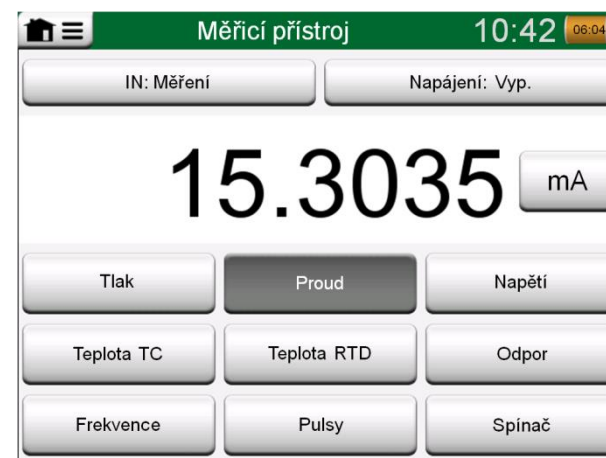 Měřicí přístroj 10:42 06:04
IN: Měření Napájení: Vyp.
15.3035 mA
Tlak Proud Napětí
Teplota TC Teplota RTD Odpor
Frekvence Pulsy Spínač